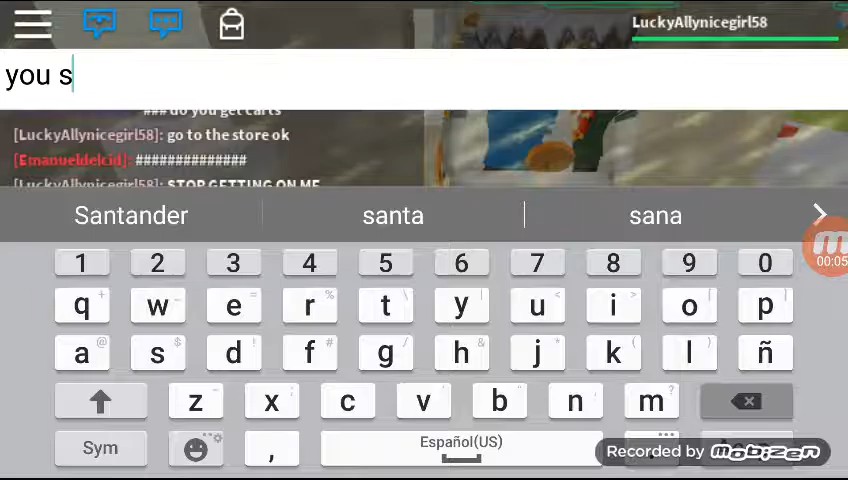 LuckyAllynicegirl58
you s
### do you get carts
[LuckyAllynicegirl58]: go to the store ok
[Emanueldelcid]: ##############
[LuckyAllynicegirl58]: STOP GETTING ON ME
Santander santa sana
00:05
1 2 3 4 5 6 7 8 9 0
q w e r t y u i o p
a s d f g h j k l ñ
z x c v b n m
Sym , Español(US)
Recorded by mobizen